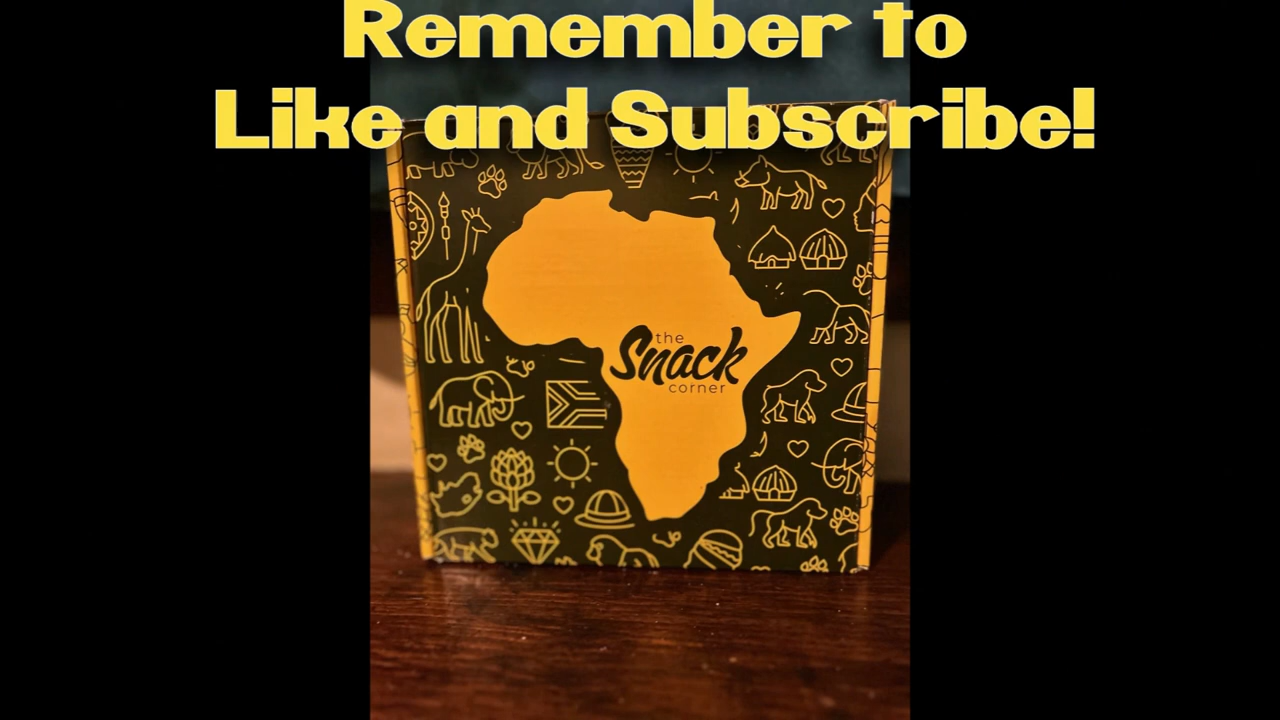 Remember to
Like and Subscribe!
the
Snack
corner